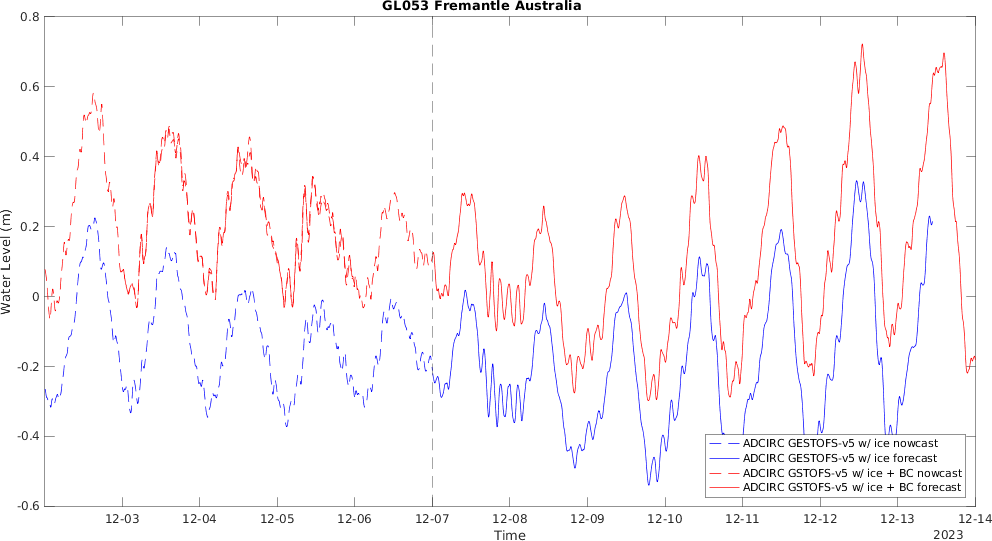 GL053 Fremantle Australia
0.8
0.6
0.4
0.2
0
-0.2
-0.4
-0.6
Water Level (m)
ADCIRC GESTOFS-v5 w/ ice nowcast
ADCIRC GESTOFS-v5 w/ ice forecast
ADCIRC GSTOFS-v5 w/ ice + BC nowcast
ADCIRC GSTOFS-v5 w/ ice + BC forecast
12-03 12-04 12-05 12-06 12-07 12-08 12-09 12-10 12-11 12-12 12-13 12-14
Time
2023